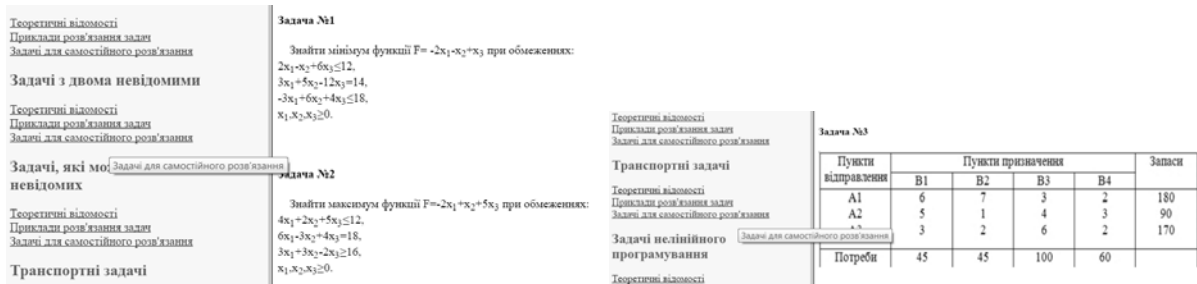 Теоретичні відомості
Приклади розв'язання задач
Задачі для самостійного розв'язання
Задачі з двома невідомими
Теоретичні відомості
Приклади розв'язання задач
Задачі для самостійного розв'язання
Задачі, які мо
Задачі для самостійного розв'язання
невідомих
Теоретичні відомості
Приклади розв'язання задач
Задачі для самостійного розв'язання
Транспортні задачі
Задача №1
Знайти мінімум функції F= -2x₁-x₂+x₃ при обмеженнях:
2x₁-x₂+6x₃≤12,
3x₁+5x₂-12x₃=14,
-3x₁+6x₂+4x₃≤18,
x₁,x₂,x₃≥0.
Задача №2
Знайти максимум функції F=-2x₁+x₂+5x₃ при обмеженнях:
4x₁+2x₂+5x₃≤12,
6x₁-3x₂+4x₃=18,
3x₁+3x₂-2x₃≥16,
x₁,x₂,x₃≥0.
Теоретичні відомості
Приклади розв'язання задач
Задачі для самостійного розв'язання
Транспортні задачі
Теоретичні відомості
Приклади розв'язання задач
Задачі для самостійного розв'язання
Задачі нелінійного
Задачі для самостійного розв'язання
програмування
Теоретичні відомості
Задача №3
Пункти відправлення Пункти призначення Запаси
B1 B2 B3 B4
A1 6 7 3 2 180
A2 5 1 4 3 90
3 2 6 2 170
Потреби 45 45 100 60